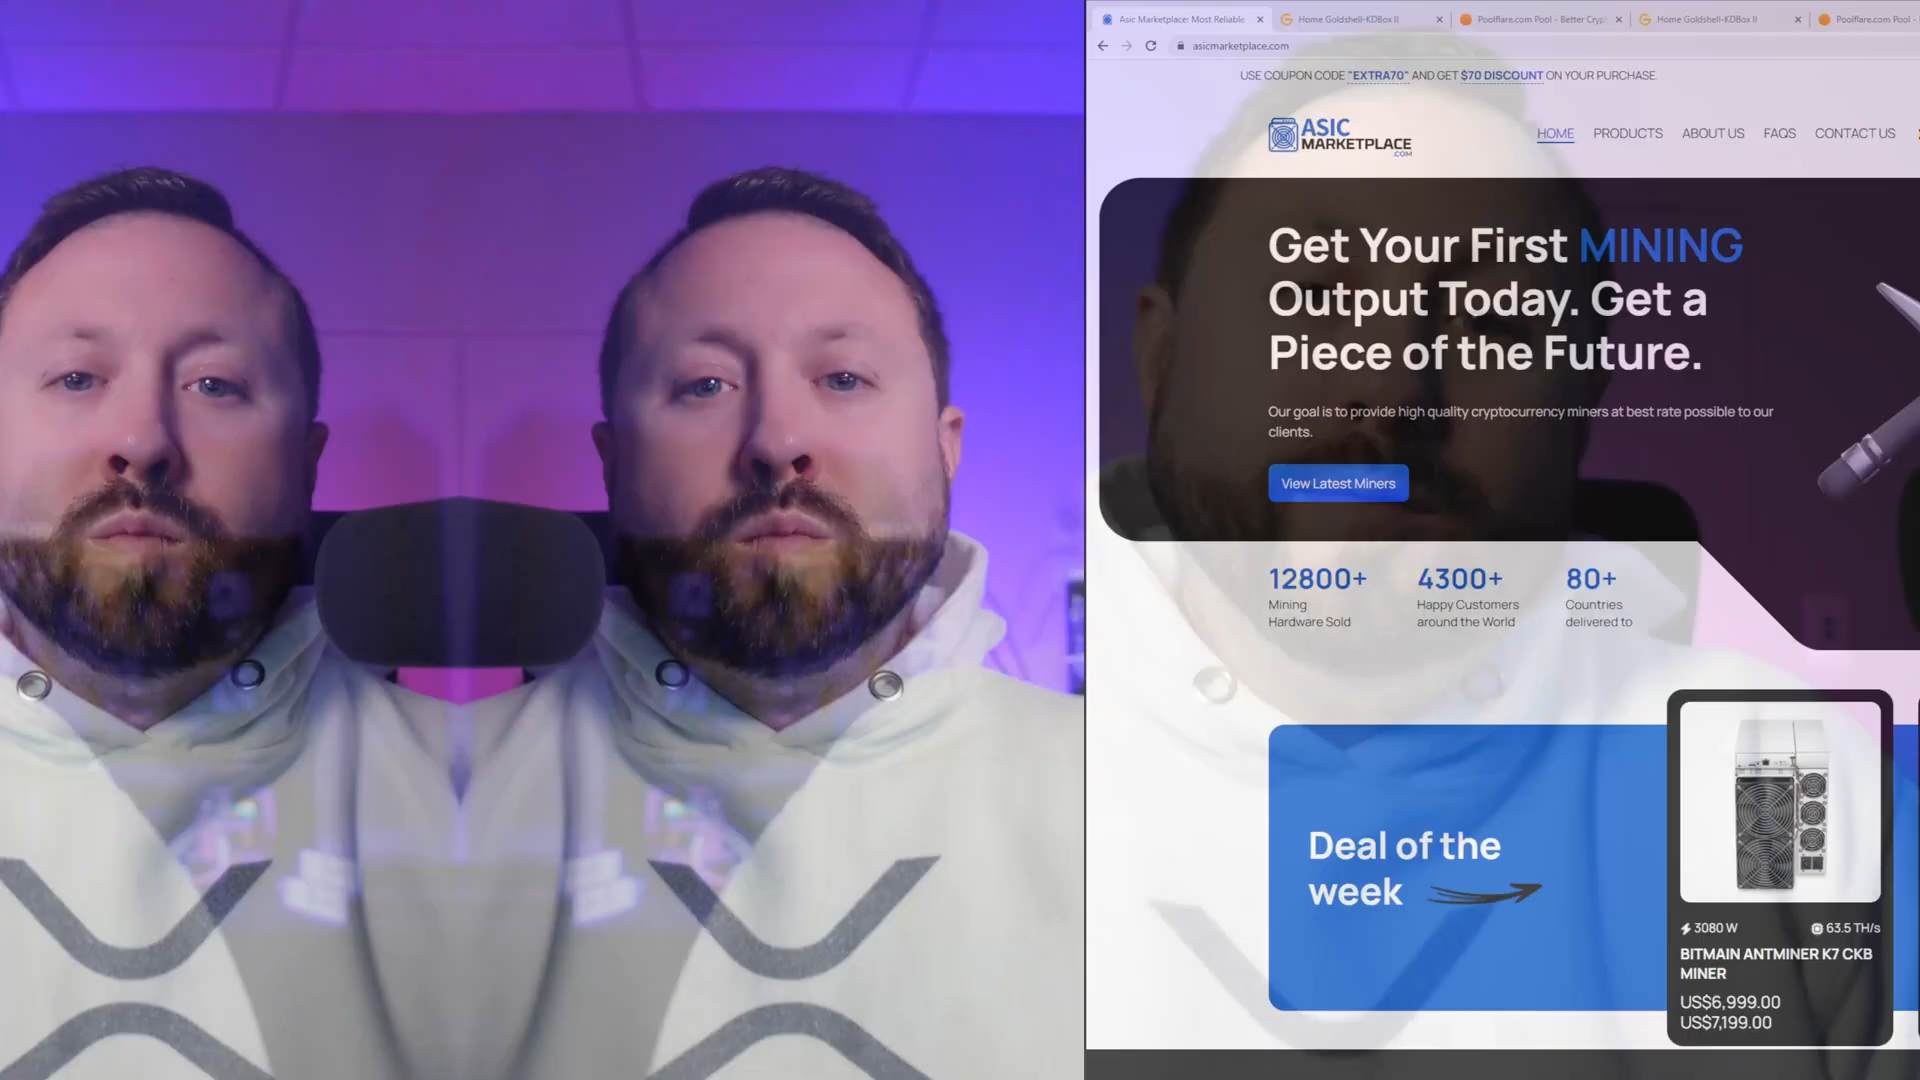 Asic Marketplace: Most Reliable
Home Goldshell-KDBox II
Poolflare.com Pool - Better Cryp
Home Goldshell-KDBox II
Poolflare.com Pool -
asicmarketplace.com
USE COUPON CODE "EXTRA70" AND GET $70 DISCOUNT ON YOUR PURCHASE.
ASIC
MARKETPLACE
.COM
HOME PRODUCTS ABOUT US FAQS CONTACT US
Get Your First MINING
Output Today. Get a
Piece of the Future.
Our goal is to provide high quality cryptocurrency miners at best rate possible to our
clients.
View Latest Miners
12800+
Mining
Hardware Sold
4300+
Happy Customers
around the World
80+
Countries
delivered to
Deal of the
week
3080 W
63.5 TH/s
BITMAIN ANTMINER K7 CKB
MINER
US$6,999.00
US$7,199.00